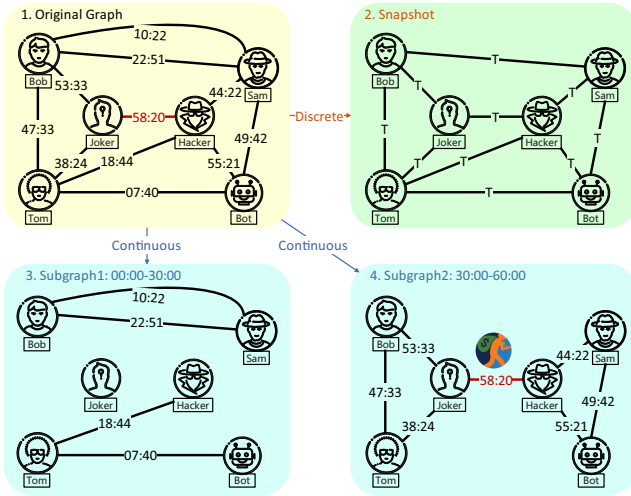 1. Original Graph
10:22
22:51
Bob
Sam
53:33
44:22
58:20
Joker
Hacker
47:33
49:42
38:24
18:44
55:21
07:40
Tom
Bot
Discrete
2. Snapshot
T
Bob
Sam
T
T
T
T
Joker
Hacker
T
T
T
T
Tom
Bot
Continuous
Continuous
3. Subgraph1: 00:00-30:00
10:22
22:51
Bob
Sam
Joker
Hacker
18:44
07:40
Tom
Bot
4. Subgraph2: 30:00-60:00
Bob
Sam
53:33
44:22
$
58:20
47:33
Joker
Hacker
49:42
38:24
55:21
Tom
Bot